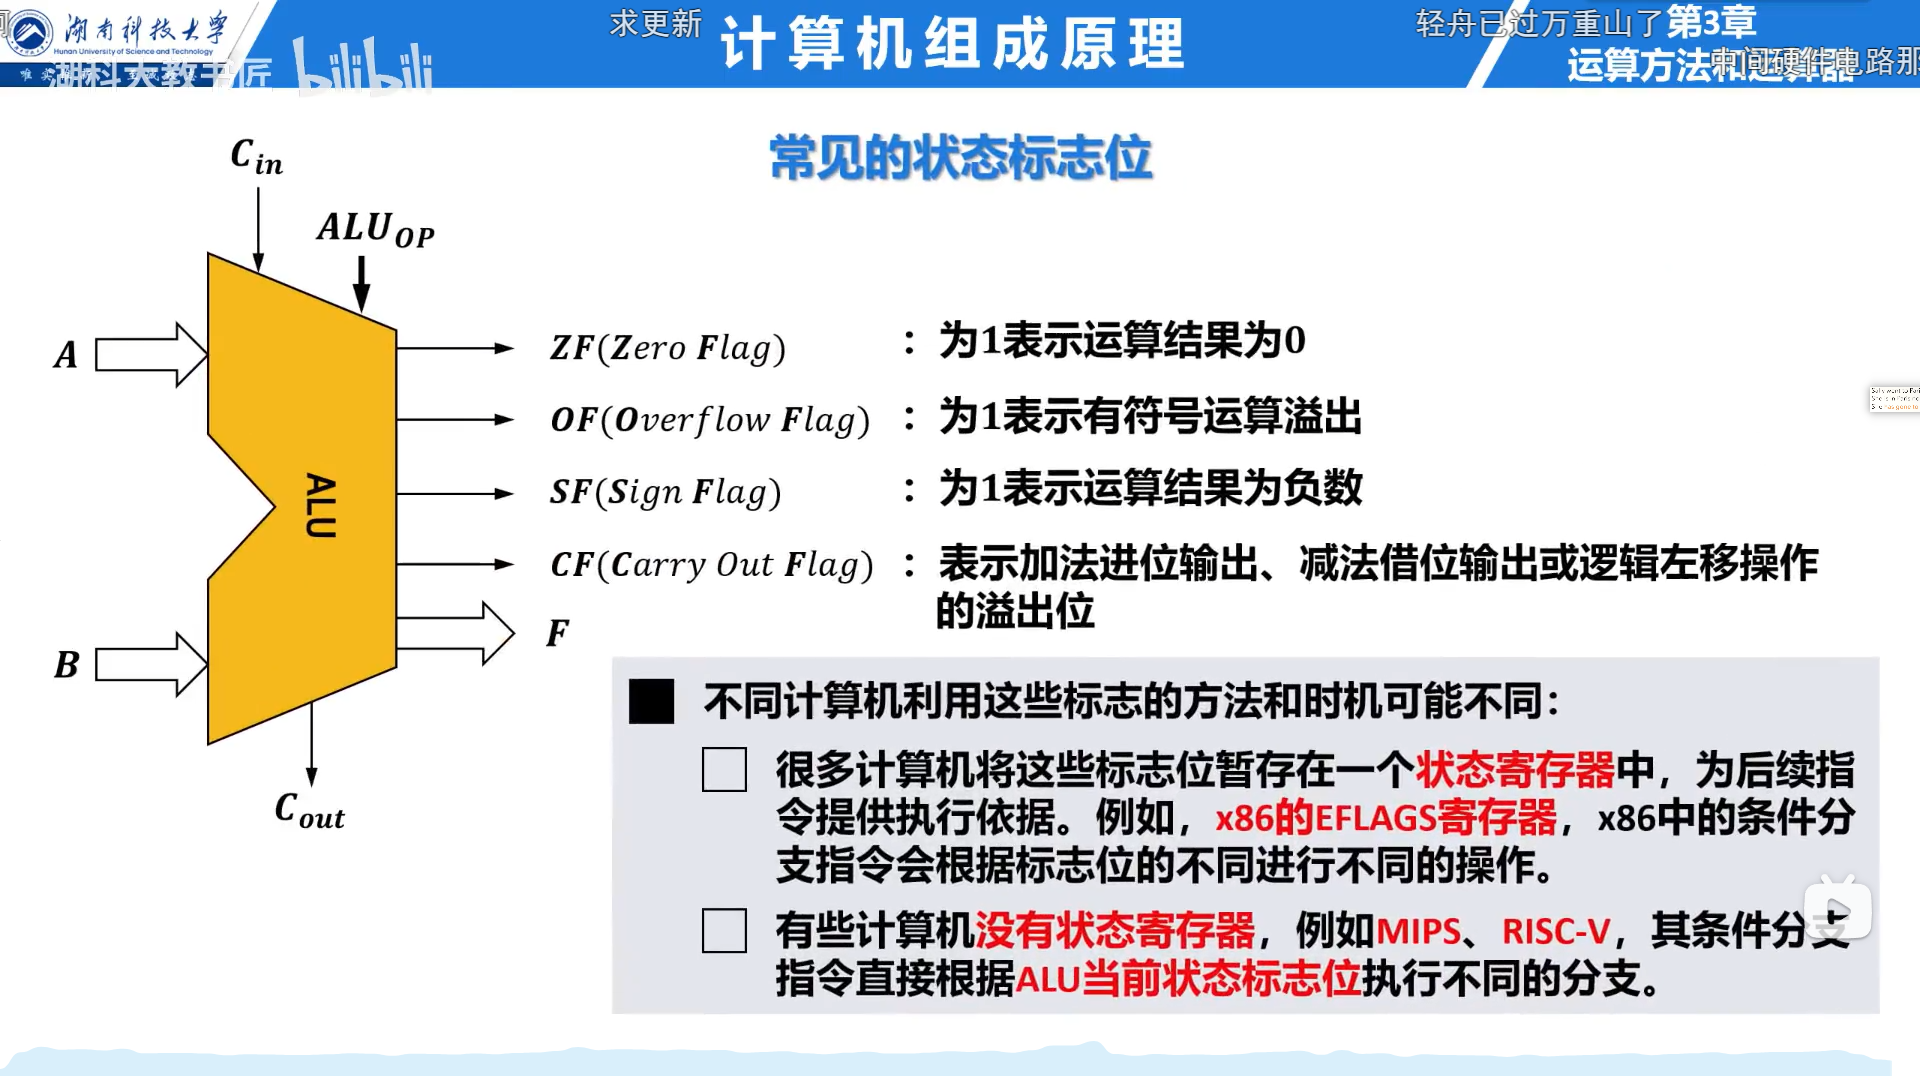 湖南科技大学
Hunan University of Science and Technology
求更新
计算机组成原理
轻舟已过万重山了
第3章
运算方法和运算器
中间硬件电路那
湖科大教书匠
bilibili
常见的状态标志位
C_in
ALU_OP
A
ALU
B
C_out
ZF(Zero Flag) : 为1表示运算结果为0
OF(Overflow Flag) : 为1表示有符号运算溢出
SF(Sign Flag) : 为1表示运算结果为负数
CF(Carry Out Flag) : 表示加法进位输出、减法借位输出或逻辑左移操作
的溢出位
F
不同计算机利用这些标志的方法和时机可能不同：
很多计算机将这些标志位暂存在一个状态寄存器中，为后续指
令提供执行依据。例如，x86的EFLAGS寄存器，x86中的条件分
支指令会根据标志位的不同进行不同的操作。
有些计算机没有状态寄存器，例如MIPS、RISC-V，其条件分支
指令直接根据ALU当前状态标志位执行不同的分支。